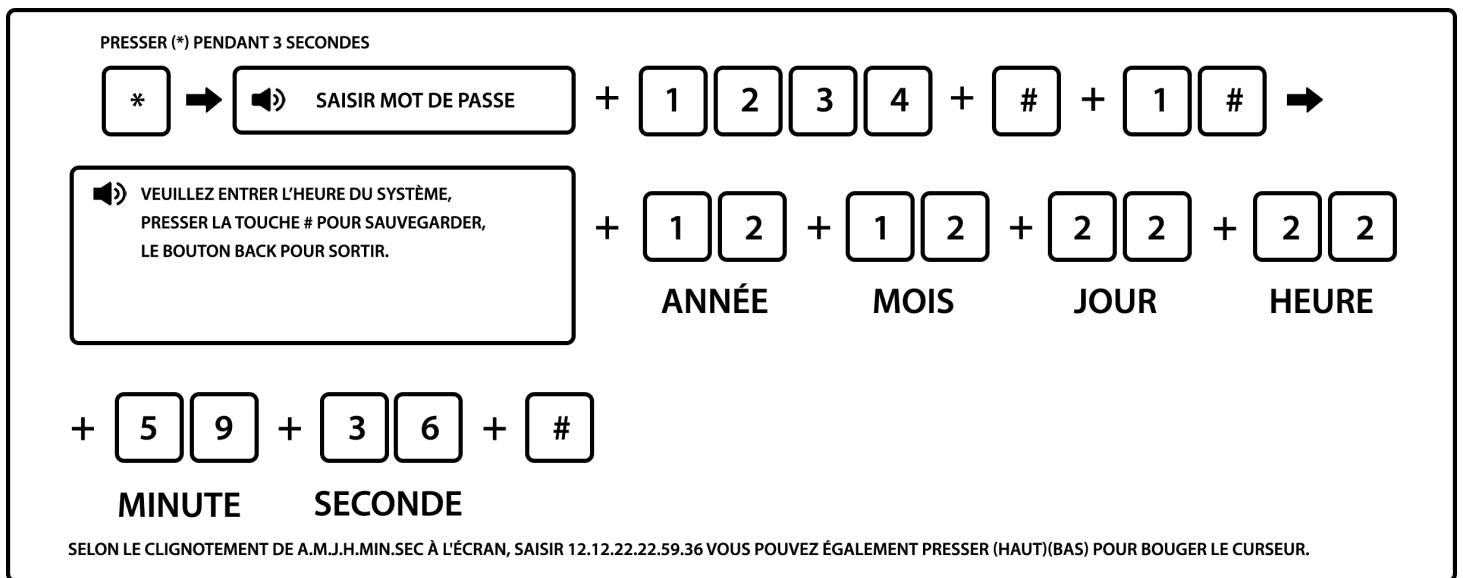 PRESSER (*) PENDANT 3 SECONDES
* SAISIR MOT DE PASSE + 1 2 3 4 + # + 1 #
VEUILLEZ ENTRER L'HEURE DU SYSTÈME,
PRESSER LA TOUCHE # POUR SAUVEGARDER,
LE BOUTON BACK POUR SORTIR.
+ 1 2 + 1 2 + 2 2 + 2 2
ANNÉE MOIS JOUR HEURE
+ 5 9 + 3 6 + #
MINUTE SECONDE
SELON LE CLIGNOTEMENT DE A.M.J.H.MIN.SEC À L'ÉCRAN, SAISIR 12.12.22.22.59.36 VOUS POUVEZ ÉGALEMENT PRESSER (HAUT)(BAS) POUR BOUGER LE CURSEUR.